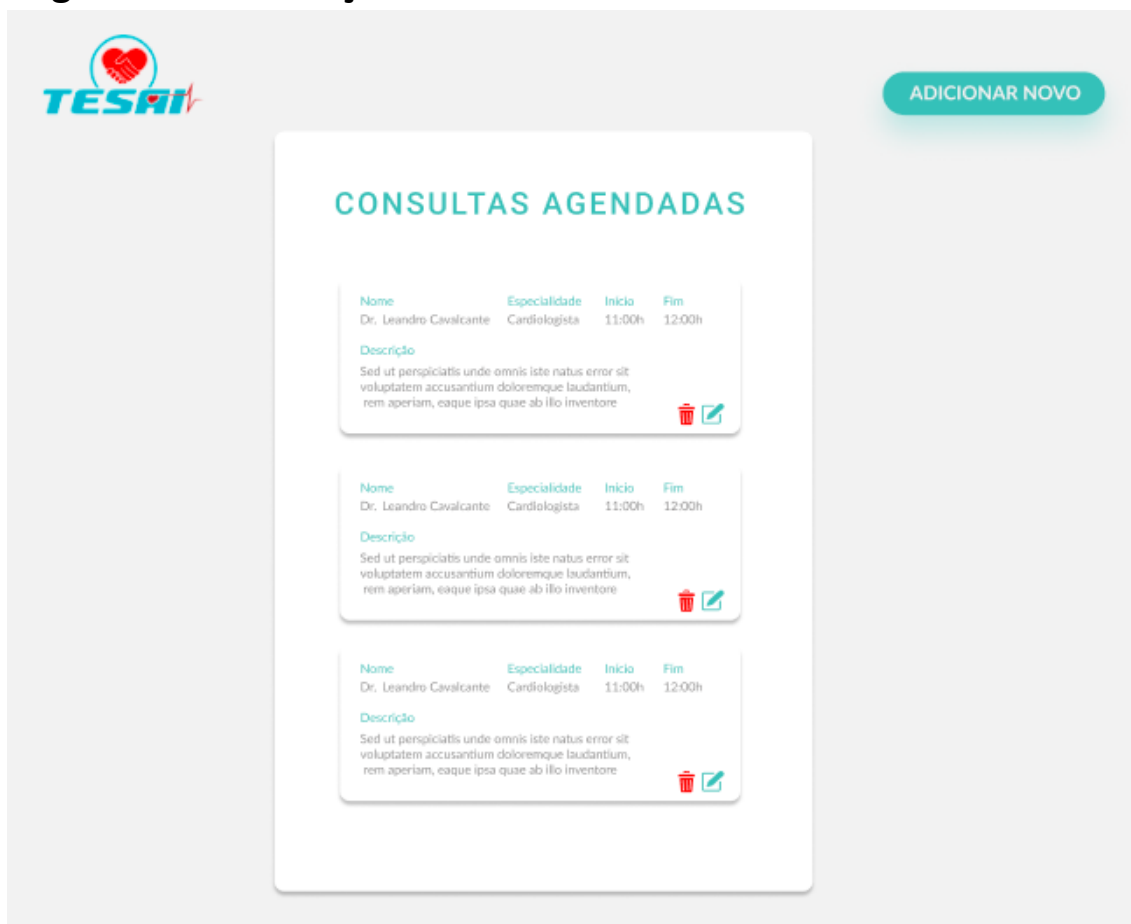 TESAI
ADICIONAR NOVO
CONSULTAS AGENDADAS
Nome Especialidade Início Fim
Dr. Leandro Cavalcante Cardiologista 11:00h 12:00h
Descrição
Sed ut perspiciatis unde omnis iste natus error sit
voluptatem accusantium doloremque laudantium,
rem aperiam, eaque ipsa quae ab illo inventore
Nome Especialidade Início Fim
Dr. Leandro Cavalcante Cardiologista 11:00h 12:00h
Descrição
Sed ut perspiciatis unde omnis iste natus error sit
voluptatem accusantium doloremque laudantium,
rem aperiam, eaque ipsa quae ab illo inventore
Nome Especialidade Início Fim
Dr. Leandro Cavalcante Cardiologista 11:00h 12:00h
Descrição
Sed ut perspiciatis unde omnis iste natus error sit
voluptatem accusantium doloremque laudantium,
rem aperiam, eaque ipsa quae ab illo inventore